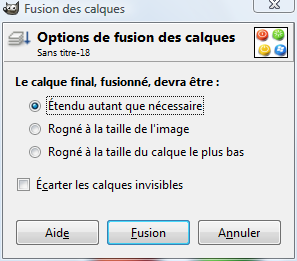 Fusion des calques
Options de fusion des calques
Sans titre-18
Le calque final, fusionné, devra être :
Étendu autant que nécessaire
Rogné à la taille de l'image
Rogné à la taille du calque le plus bas
Écarter les calques invisibles
Aide
Fusion
Annuler